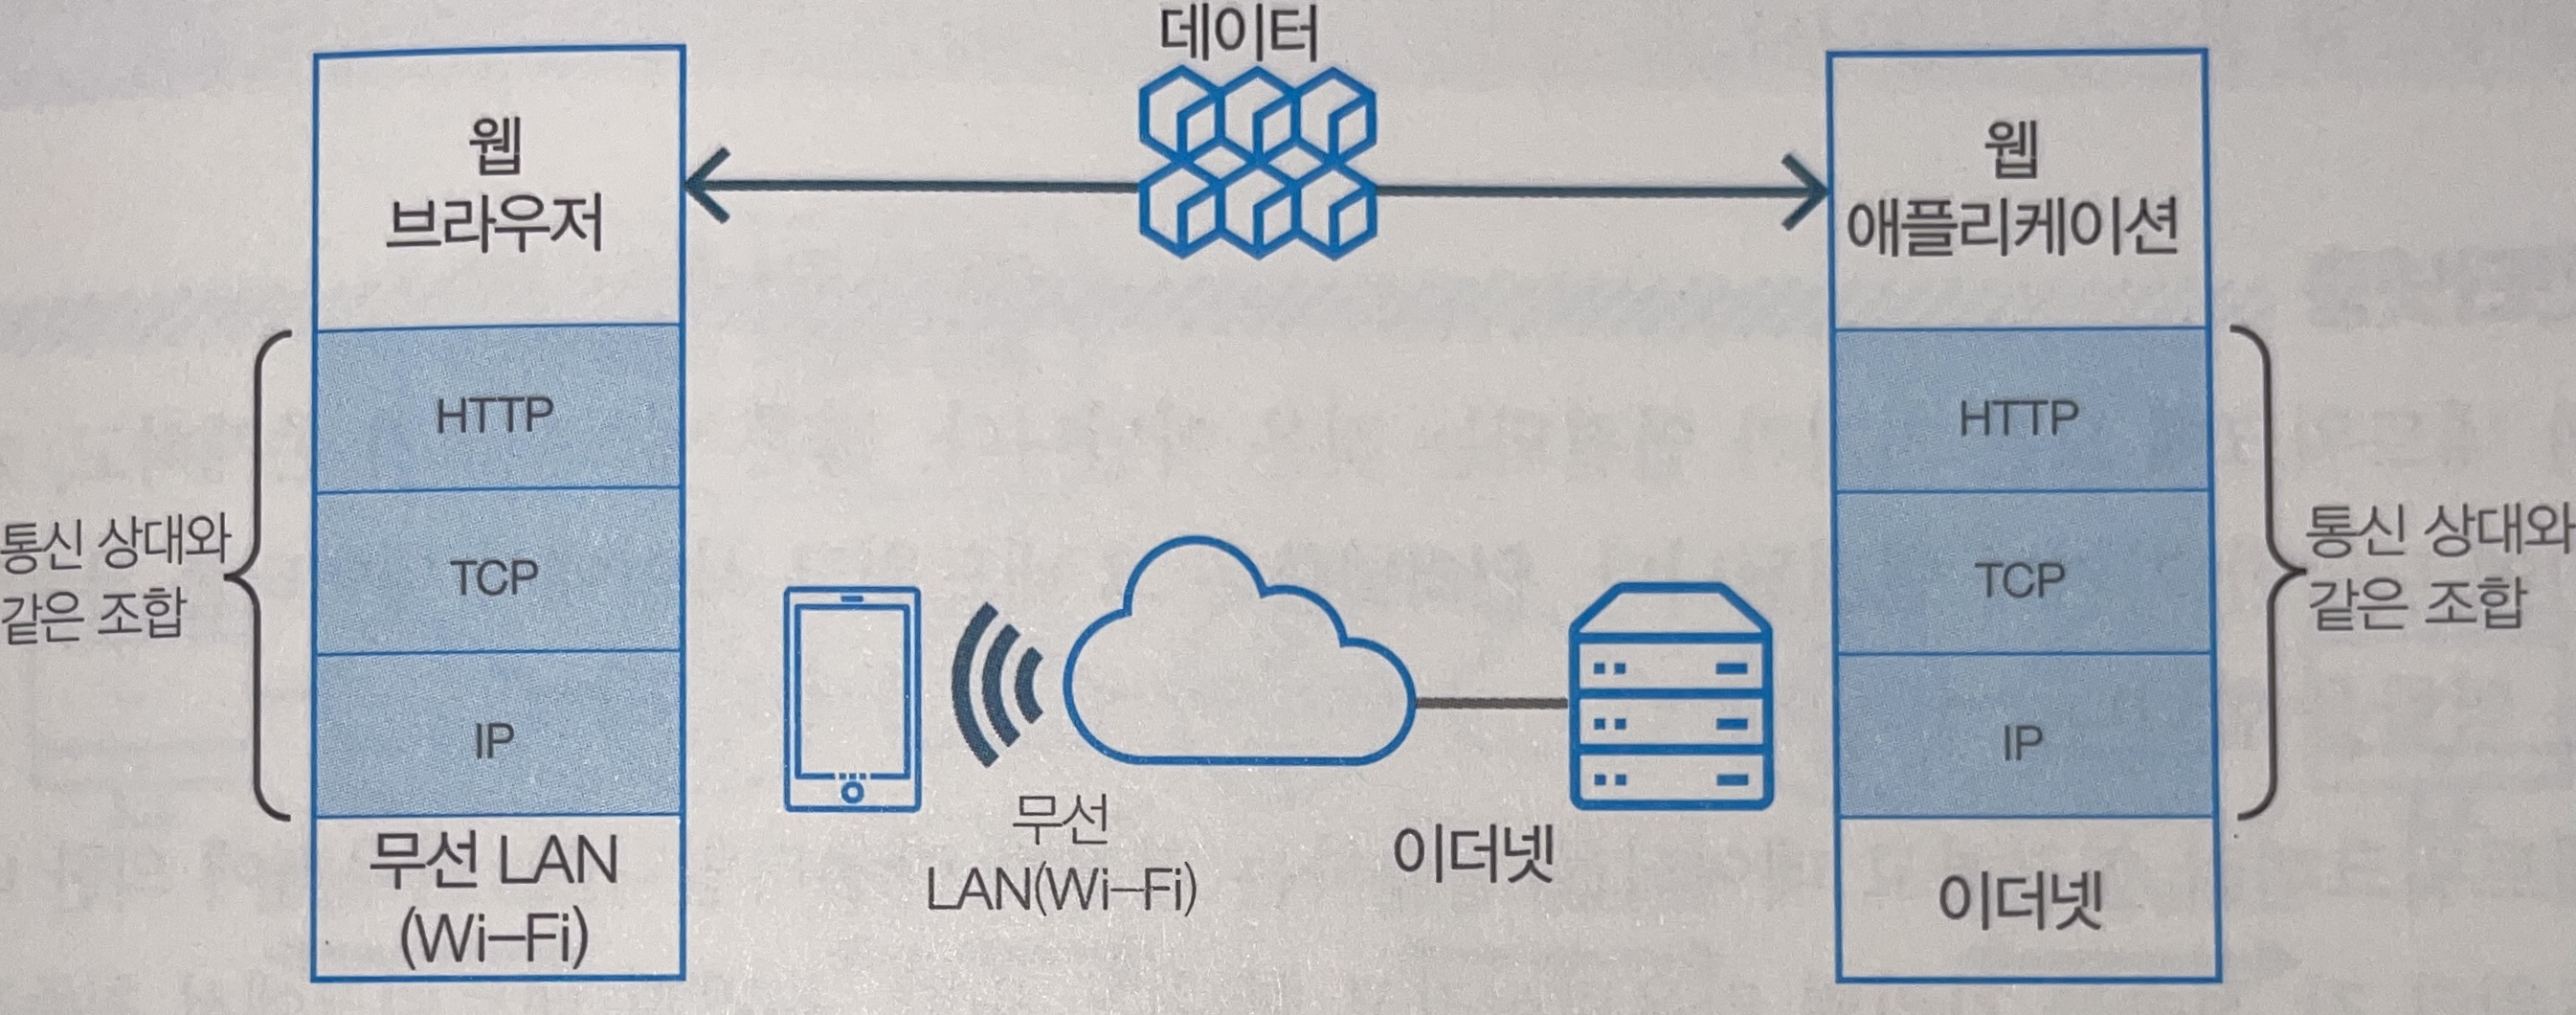 데이터
웹
브라우저
HTTP
TCP
IP
무선 LAN
(Wi–Fi)
통신 상대와
같은 조합
무선
LAN(Wi–Fi)
이더넷
웹
애플리케이션
HTTP
TCP
IP
이더넷
통신 상대와
같은 조합